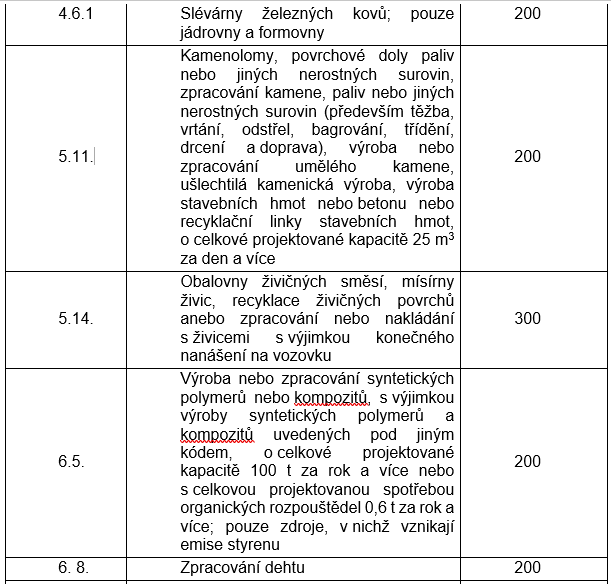 4.6.1 Slévárny železných kovů; pouze 200
jádrovny a formovny
Kamenolomy, povrchové doly paliv
nebo jiných nerostných surovin,
zpracování kamene, paliv nebo jiných
nerostných surovin (především těžba,
vrtání, odstřel, bagrování, třídění,
5.11. drcení a doprava), výroba nebo 200
zpracování umělého kamene,
ušlechtilá kamenická výroba, výroba
stavebních hmot nebo betonu nebo
recyklační linky stavebních hmot,
o celkové projektované kapacitě 25 m³
za den a více
Obalovny živičných směsí, mísírny
živic, recyklace živičných povrchů
5.14. anebo zpracování nebo nakládání 300
s živicemi s výjimkou konečného
nanášení na vozovku
Výroba nebo zpracování syntetických
polymerů nebo kompozitů, s výjimkou
výroby syntetických polymerů a
kompozitů uvedených pod jiným
kódem, o celkové projektované
6.5. kapacitě 100 t za rok a více nebo 200
s celkovou projektovanou spotřebou
organických rozpouštědel 0,6 t za rok a
více; pouze zdroje, v nichž vznikají
emise styrenu
6. 8. Zpracování dehtu 200